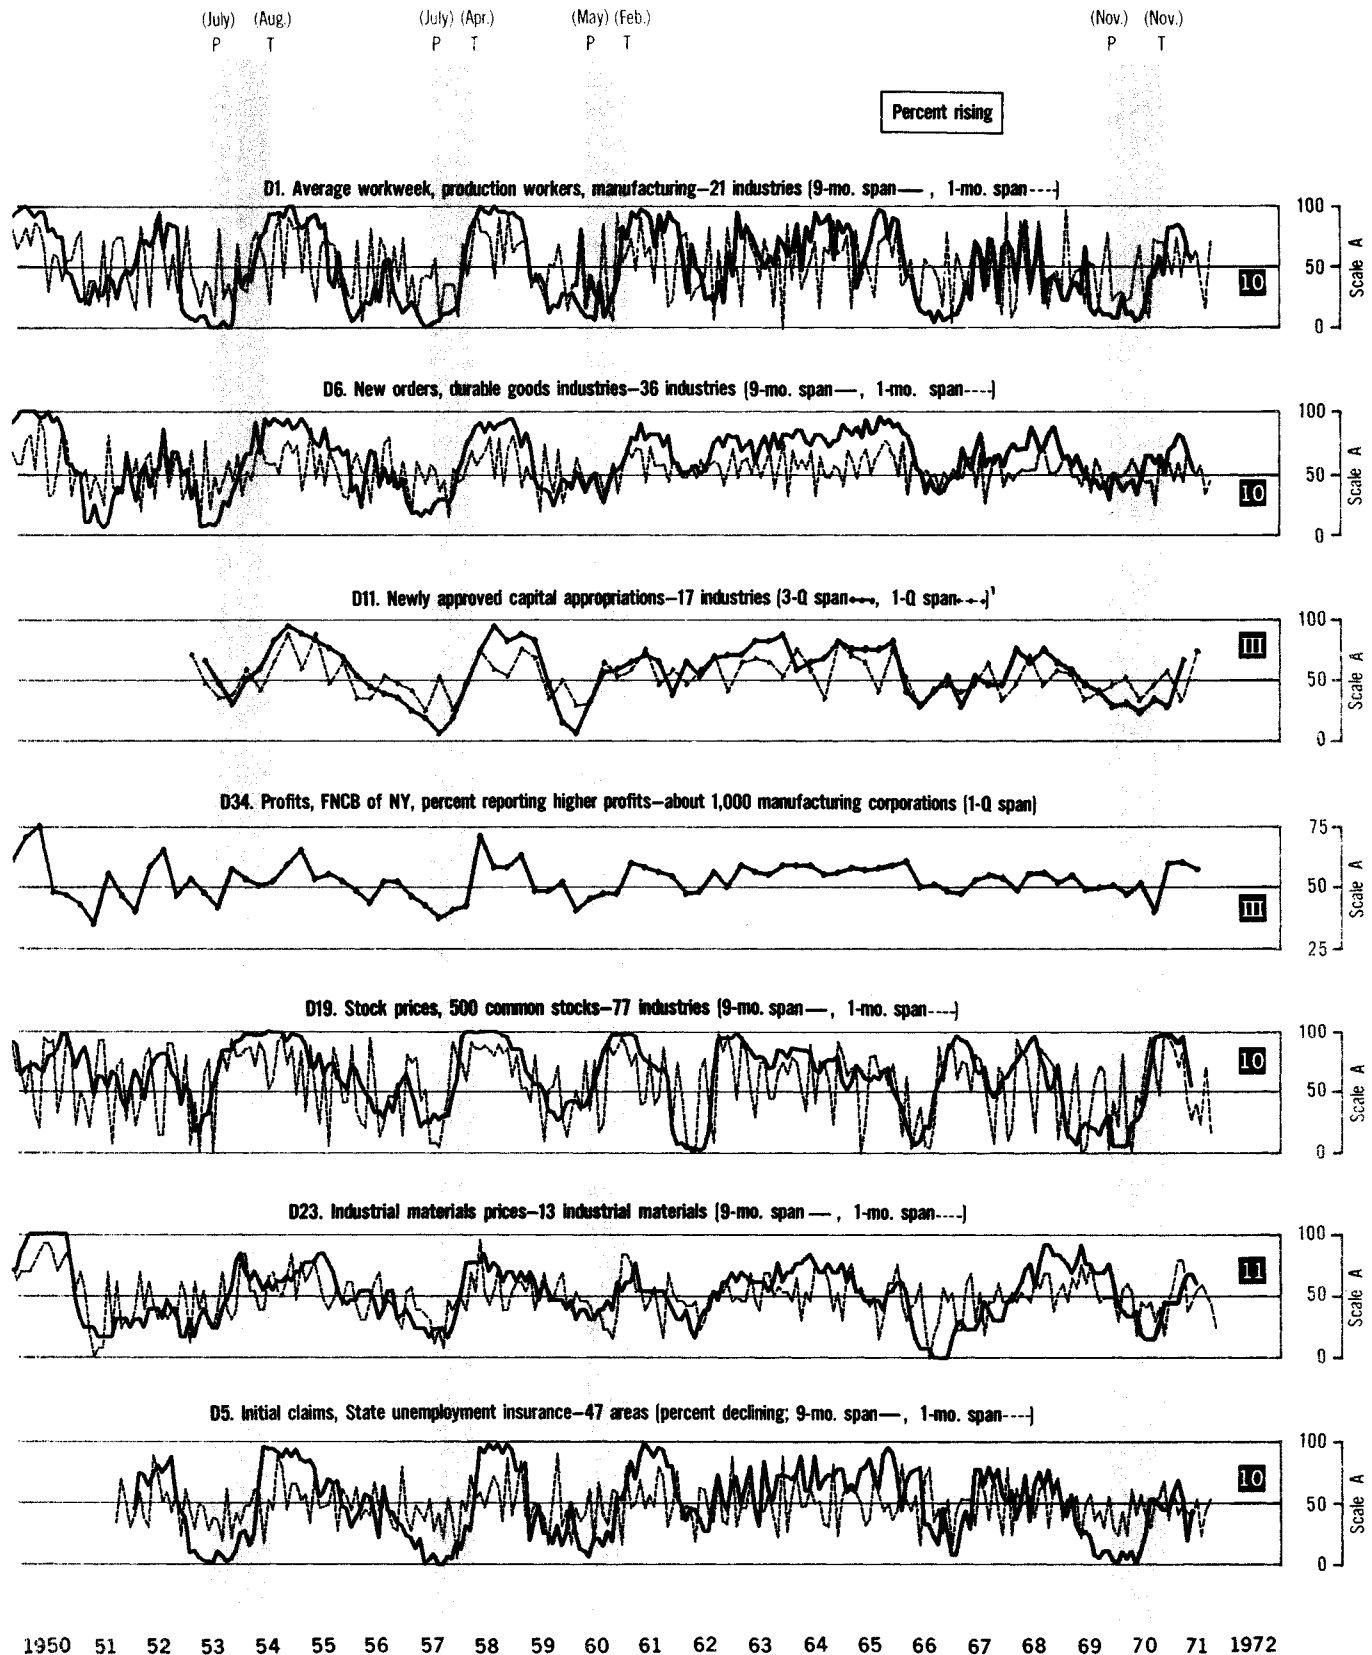 (July) (Aug.) (July) (Apr.) (May) (Feb.) (Nov.) (Nov.)
P T P T P T P T
Percent rising
D1. Average workweek, production workers, manufacturing—21 industries (9-mo. span—, 1-mo. span----)
100
50
0
Scale A
10
D6. New orders, durable goods industries—36 industries (9-mo. span—, 1-mo. span----)
100
50
0
Scale A
10
D11. Newly approved capital appropriations—17 industries (3-Q span•—•, 1-Q span•--•)¹
100
50
0
Scale A
III
D34. Profits, FNCB of NY, percent reporting higher profits—about 1,000 manufacturing corporations (1-Q span)
75
50
25
Scale A
III
D19. Stock prices, 500 common stocks—77 industries (9-mo. span—, 1-mo. span----)
100
50
0
Scale A
10
D23. Industrial materials prices—13 industrial materials (9-mo. span—, 1-mo. span----)
100
50
0
Scale A
11
D5. Initial claims, State unemployment insurance—47 areas (percent declining; 9-mo. span—, 1-mo. span----)
100
50
0
Scale A
10
1950 51 52 53 54 55 56 57 58 59 60 61 62 63 64 65 66 67 68 69 70 71 1972